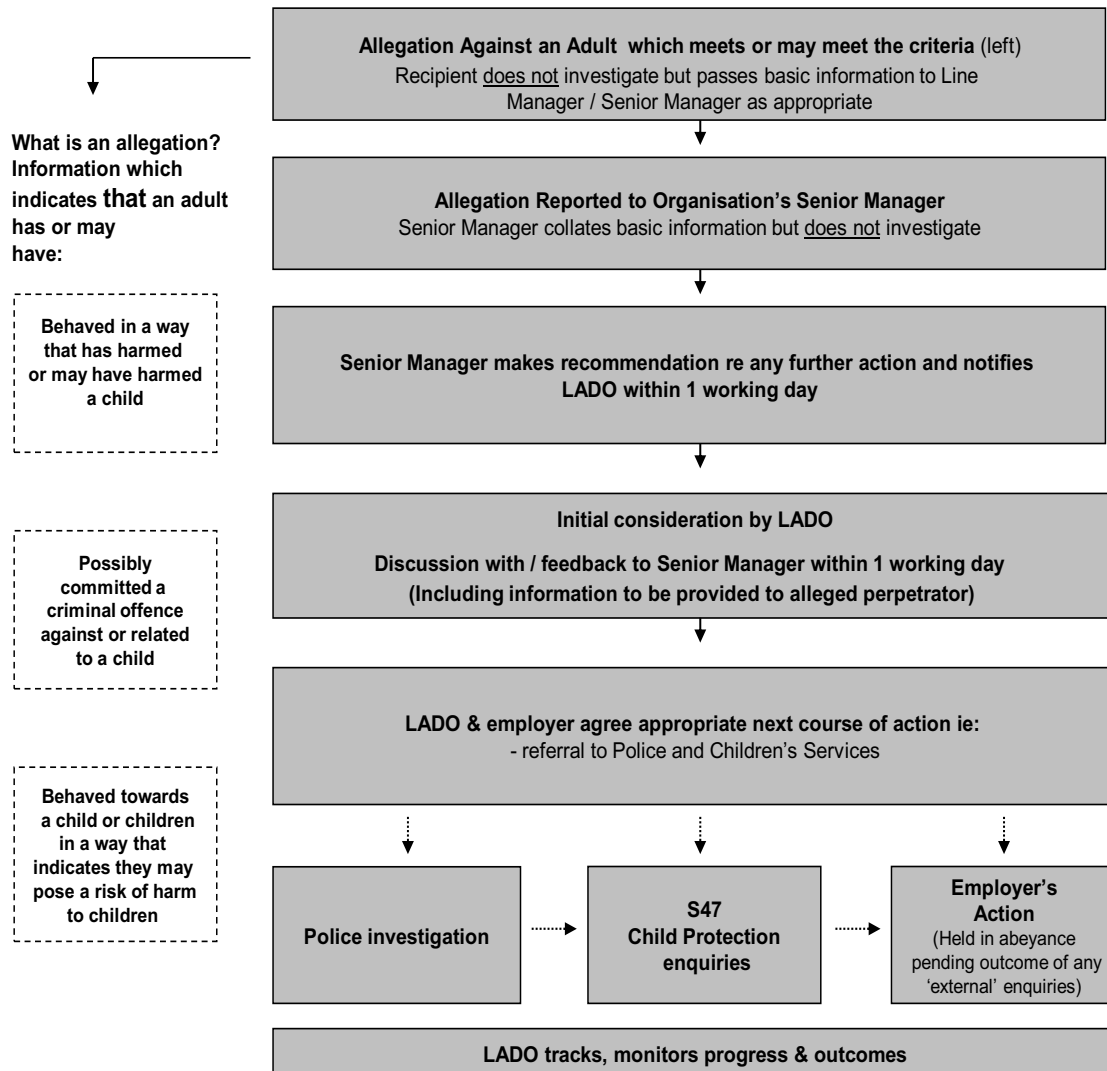 Allegation Against an Adult which meets or may meet the criteria (left)
Recipient does not investigate but passes basic information to Line
Manager / Senior Manager as appropriate
What is an allegation?
Information which
indicates that an adult
has or may
have:
Allegation Reported to Organisation’s Senior Manager
Senior Manager collates basic information but does not investigate
Behaved in a way
that has harmed
or may have harmed
a child
Senior Manager makes recommendation re any further action and notifies
LADO within 1 working day
Initial consideration by LADO
Discussion with / feedback to Senior Manager within 1 working day
(Including information to be provided to alleged perpetrator)
Possibly
committed a
criminal offence
against or related
to a child
LADO & employer agree appropriate next course of action ie:
- referral to Police and Children’s Services
Behaved towards
a child or children
in a way that
indicates they may
pose a risk of harm
to children
Police investigation
S47
Child Protection
enquiries
Employer’s
Action
(Held in abeyance
pending outcome of any
‘external’ enquiries)
LADO tracks, monitors progress & outcomes